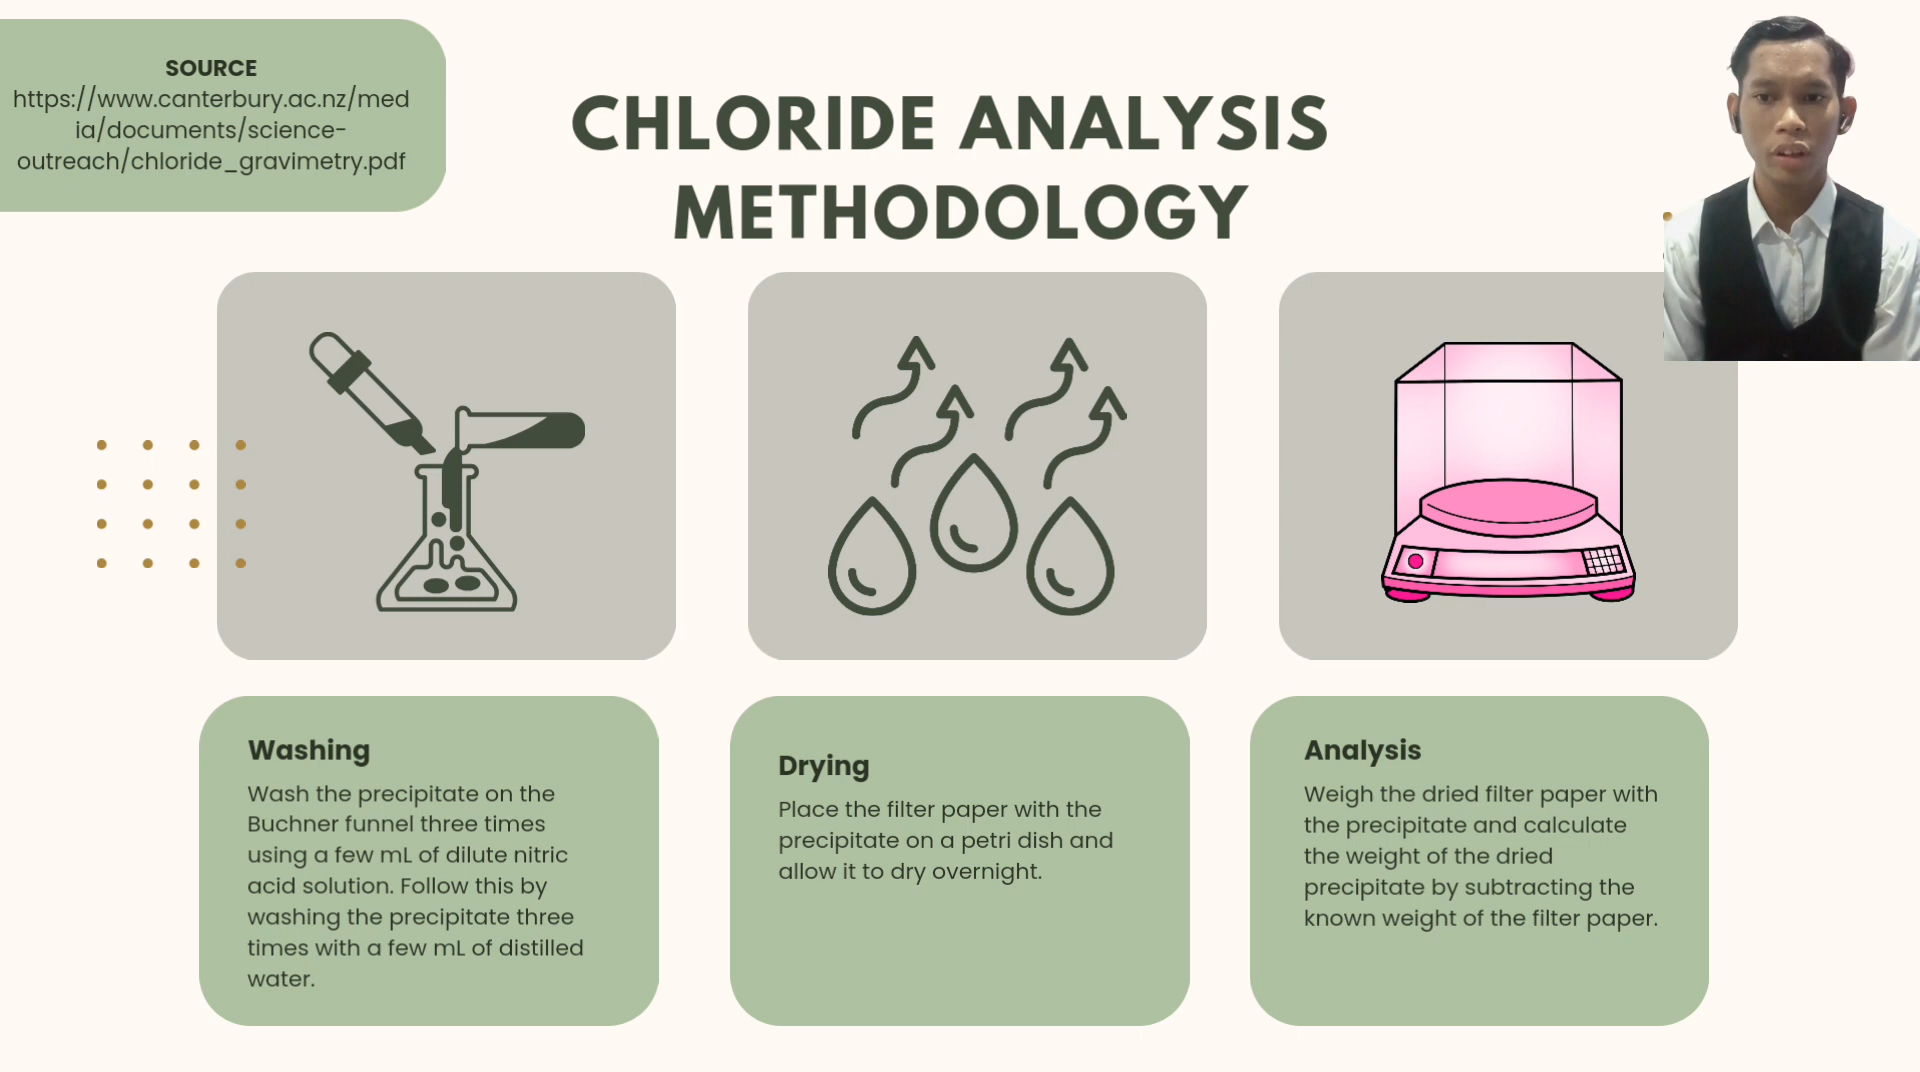 SOURCE
https://www.canterbury.ac.nz/med
ia/documents/science-
outreach/chloride_gravimetry.pdf
CHLORIDE ANALYSIS
METHODOLOGY
Washing
Wash the precipitate on the
Buchner funnel three times
using a few mL of dilute nitric
acid solution. Follow this by
washing the precipitate three
times with a few mL of distilled
water.
Drying
Place the filter paper with the
precipitate on a petri dish and
allow it to dry overnight.
Analysis
Weigh the dried filter paper with
the precipitate and calculate
the weight of the dried
precipitate by subtracting the
known weight of the filter paper.